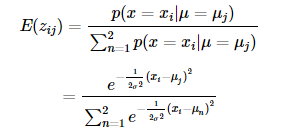 E(z_{ij}) = \frac{p(x = x_i|\mu = \mu_j)}{\sum_{n=1}^{2} p(x = x_i|\mu = \mu_j)}
= \frac{e^{-\frac{1}{2\sigma^2}(x_i - \mu_j)^2}}{\sum_{n=1}^{2} e^{-\frac{1}{2\sigma^2}(x_i - \mu_n)^2}}